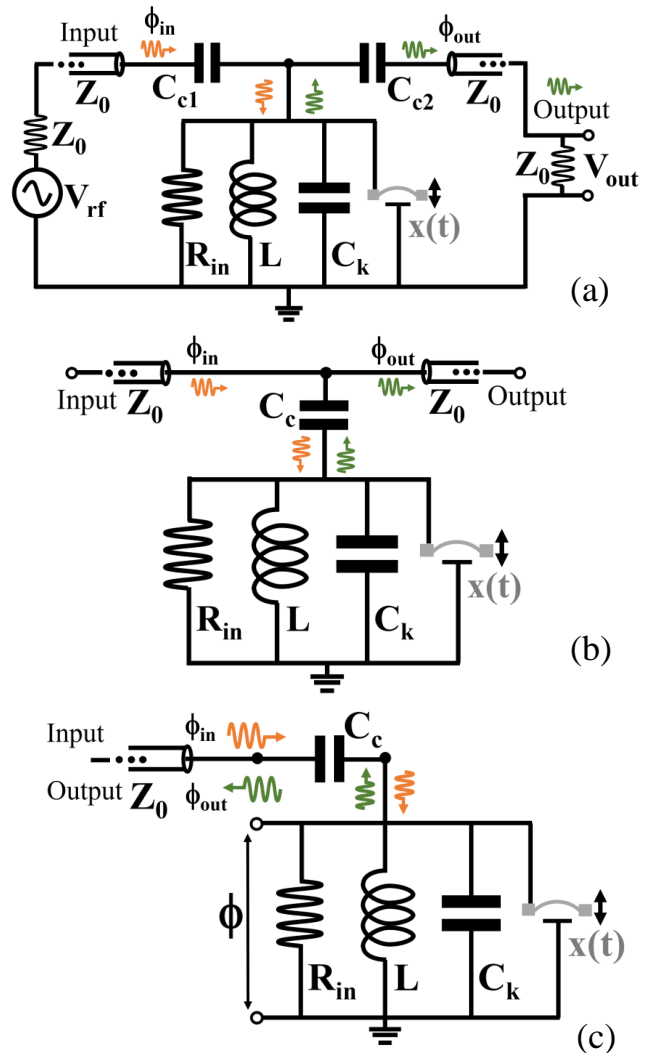 Input
ϕin
ϕout
Z0
Cc1
Cc2
Z0
Output
Z0
Vrf
Z0
Vout
x(t)
Rin
L
Ck
(a)
ϕin
ϕout
Input
Z0
Cc
Z0
Output
x(t)
Rin
L
Ck
(b)
Input
ϕin
Cc
Output
Z0
ϕout
ϕ
x(t)
Rin
L
Ck
(c)